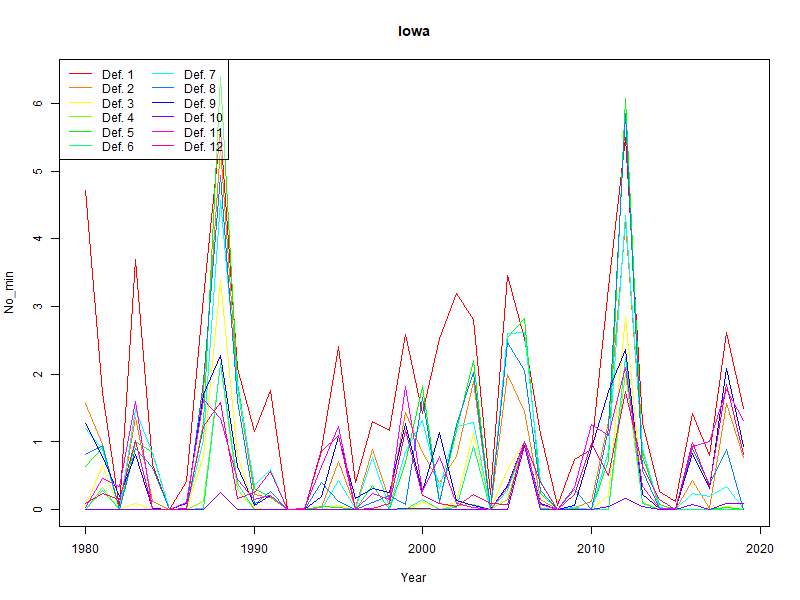 Iowa
Def. 1
Def. 2
Def. 3
Def. 4
Def. 5
Def. 6
Def. 7
Def. 8
Def. 9
Def. 10
Def. 11
Def. 12
6
5
4
3
2
1
0
No_min
1980
1990
2000
2010
2020
Year